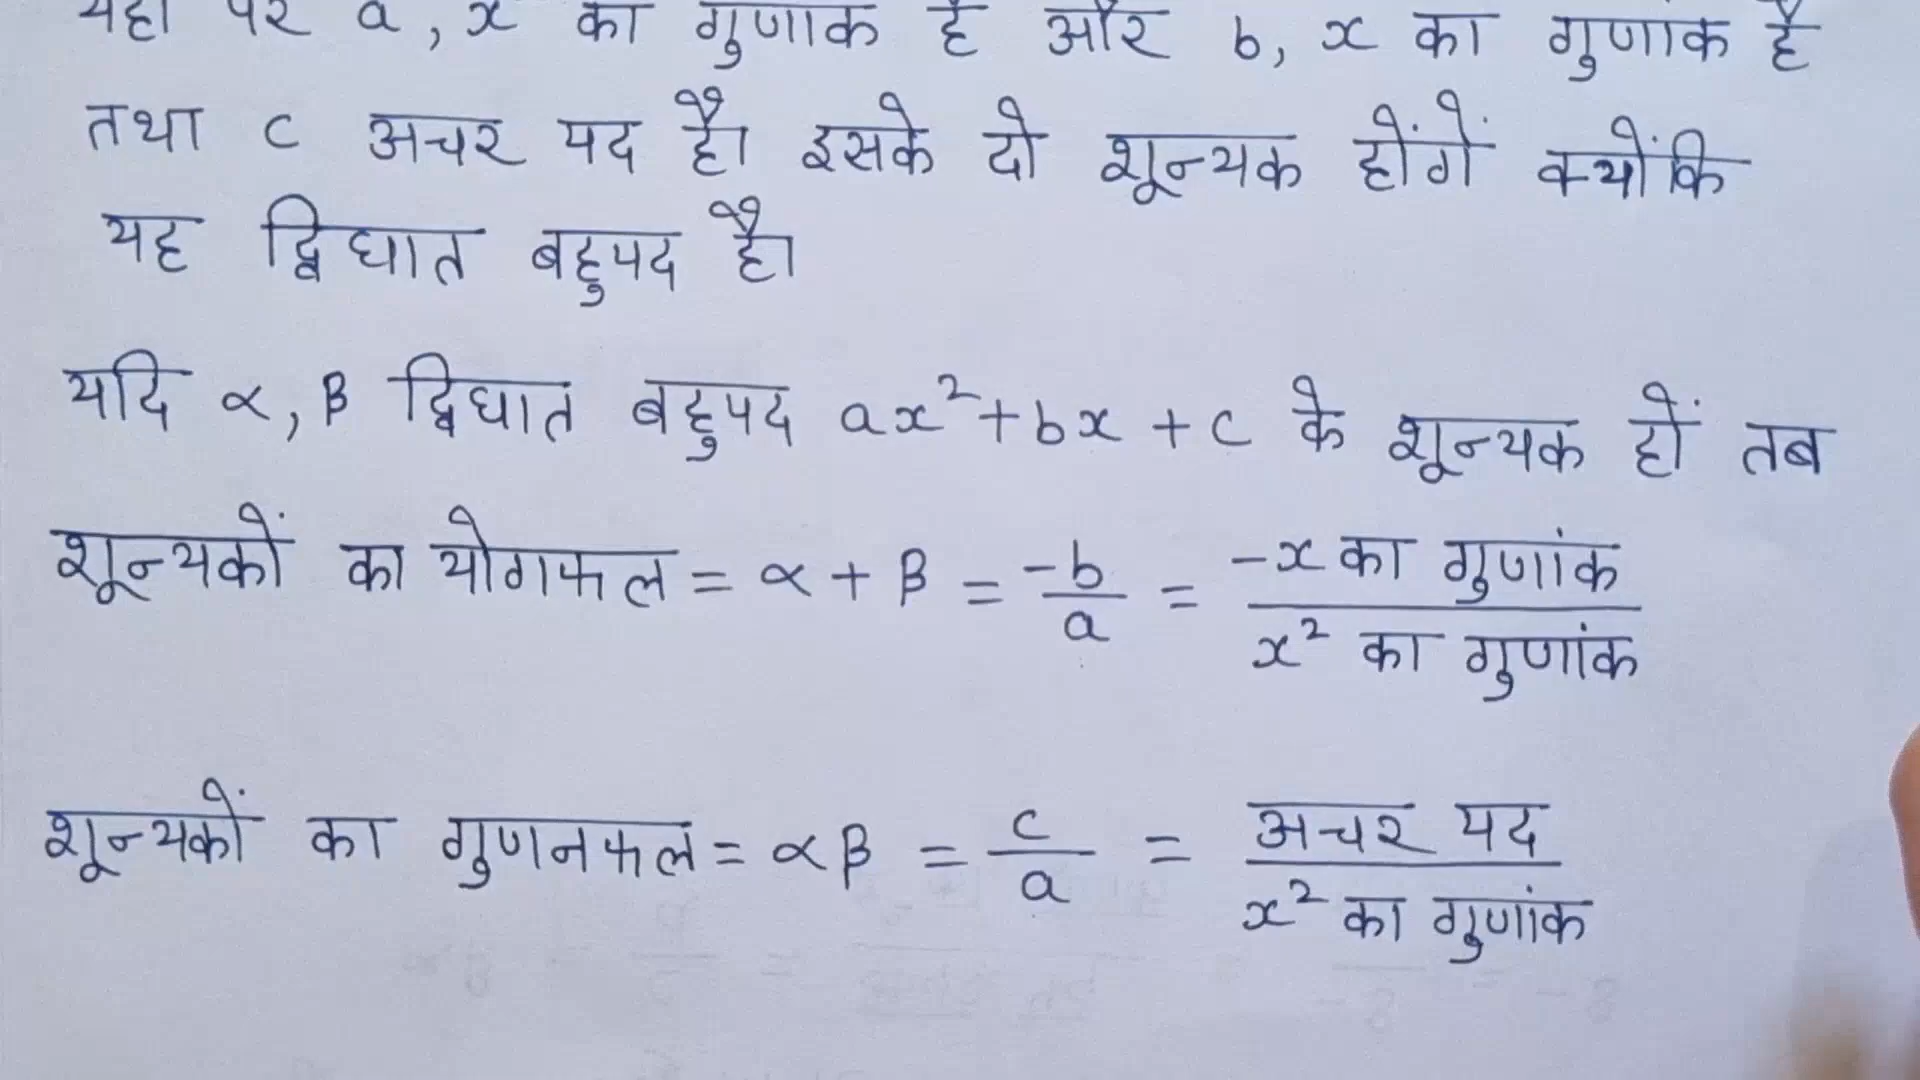 यहाँ पर a, x का गुणांक है और b, x का गुणांक है
तथा c अचर पद है। इसके दो शून्यक होंगें क्योंकि
यह द्विघात बहुपद है।
यदि α, β द्विघात बहुपद ax²+bx+c के शून्यक हों तब
शून्यकों का योगफल = α + β = -b/a = -x का गुणांक/x² का गुणांक
शून्यकों का गुणनफल = αβ = c/a = अचर पद/x² का गुणांक